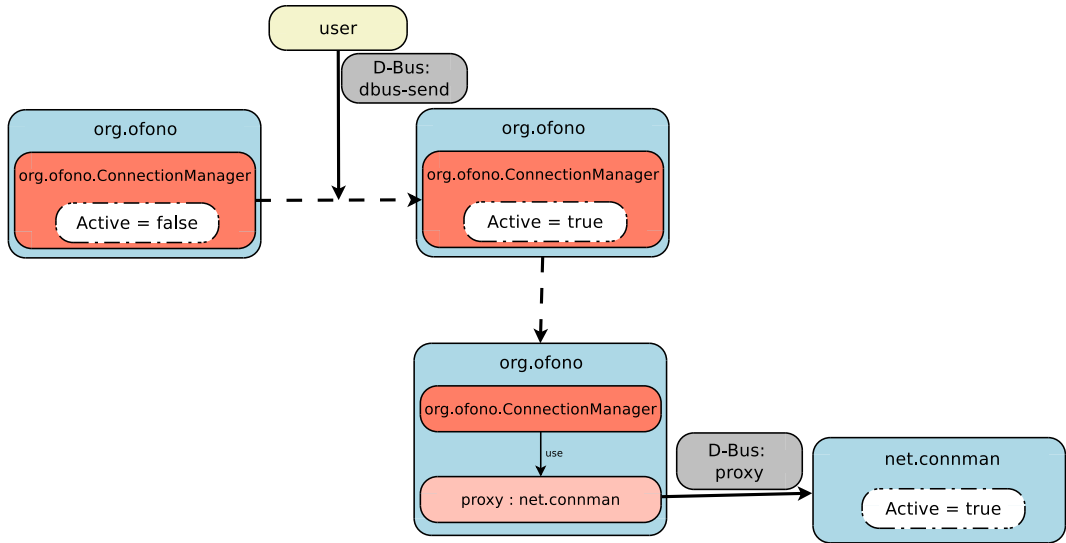 user
D-Bus:
dbus-send
org.ofono
org.ofono.ConnectionManager
Active = false
org.ofono
org.ofono.ConnectionManager
Active = true
org.ofono
org.ofono.ConnectionManager
use
proxy : net.connman
D-Bus:
proxy
net.connman
Active = true